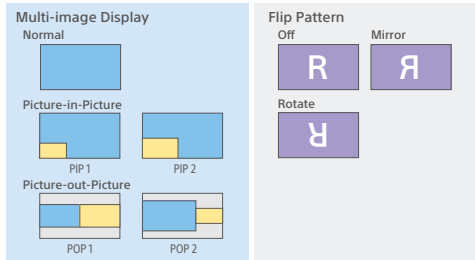 Multi-image Display
Normal
Picture-in-Picture
PIP 1
PIP 2
Picture-out-Picture
POP 1
POP 2
Flip Pattern
Off
Mirror
R
Я
Rotate
ᴚ